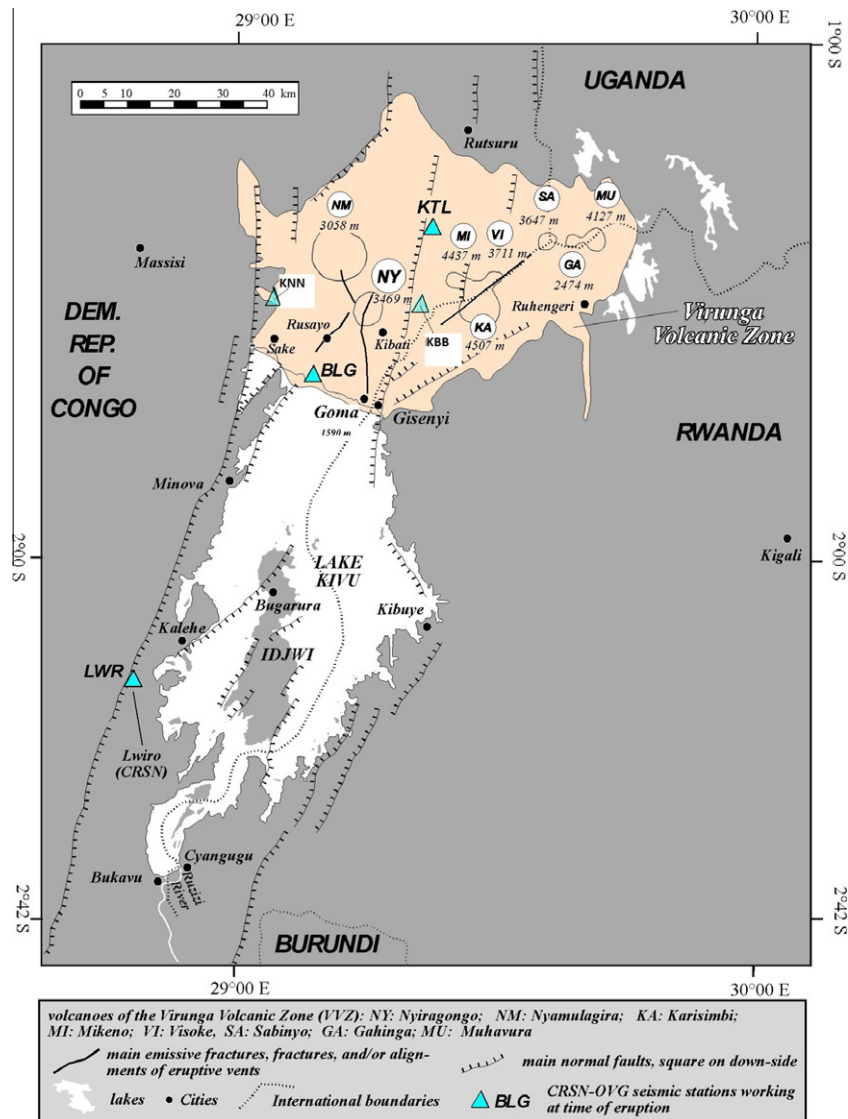 29° 00 E
30° 00 E
1°00 S
1°00 S
UGANDA
0 5 10 20 30 40 km
Rutsuru
NM
3058 m
KTL
SA
3647 m
MU
4127 m
MI
4437 m
VI
3711 m
Massisi
NY
3469 m
GA
2474 m
KNN
DEM.
REP.
OF
CONGO
Rusayo
Sake
Kibati
KBB
KA
4507 m
Ruhengeri
Virunga
Volcanic Zone
BLG
Goma
1590 m
Gisenyi
RWANDA
Minova
2°00 S
2°00 S
Kigali
LAKE
KIVU
Bugarura
Kibuye
Kalehe
IDJWI
LWR
Lwiro
(CRSN)
Cyangugu
Bukavu
Ruzizi
River
2°42 S
2°42 S
BURUNDI
29° 00 E
30° 00 E
volcanoes of the Virunga Volcanic Zone (VVZ): NY: Nyiragongo; NM: Nyamulagira; KA: Karisimbi;
MI: Mikeno; VI: Visoke, SA: Sabinyo; GA: Gahinga; MU: Muhavura
main emissive fractures, fractures, and/or align-
ments of eruptive vents
main normal faults, square on down-side
lakes
Cities
International boundaries
BLG
CRSN-OVG seismic stations working
at time of eruption